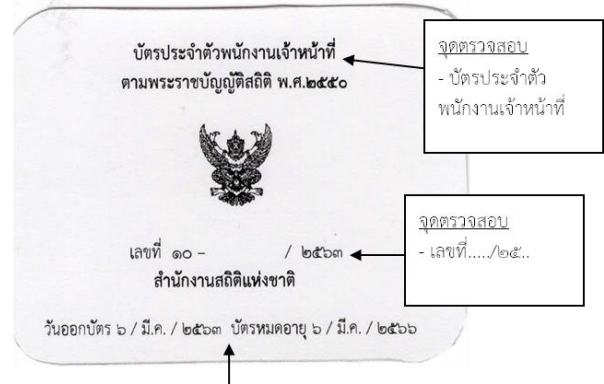 บัตรประจำตัวพนักงานเจ้าหน้าที่
ตามพระราชบัญญัติสถิติ พ.ศ.๒๕๕๐
เลขที่ ๑๐ - / ๒๕๖๓
สำนักงานสถิติแห่งชาติ
วันออกบัตร ๖ / มี.ค. / ๒๕๖๓ บัตรหมดอายุ ๖ / มี.ค. / ๒๕๖๖
จุดตรวจสอบ
- บัตรประจำตัว
พนักงานเจ้าหน้าที่
จุดตรวจสอบ
- เลขที่...../๒๕..